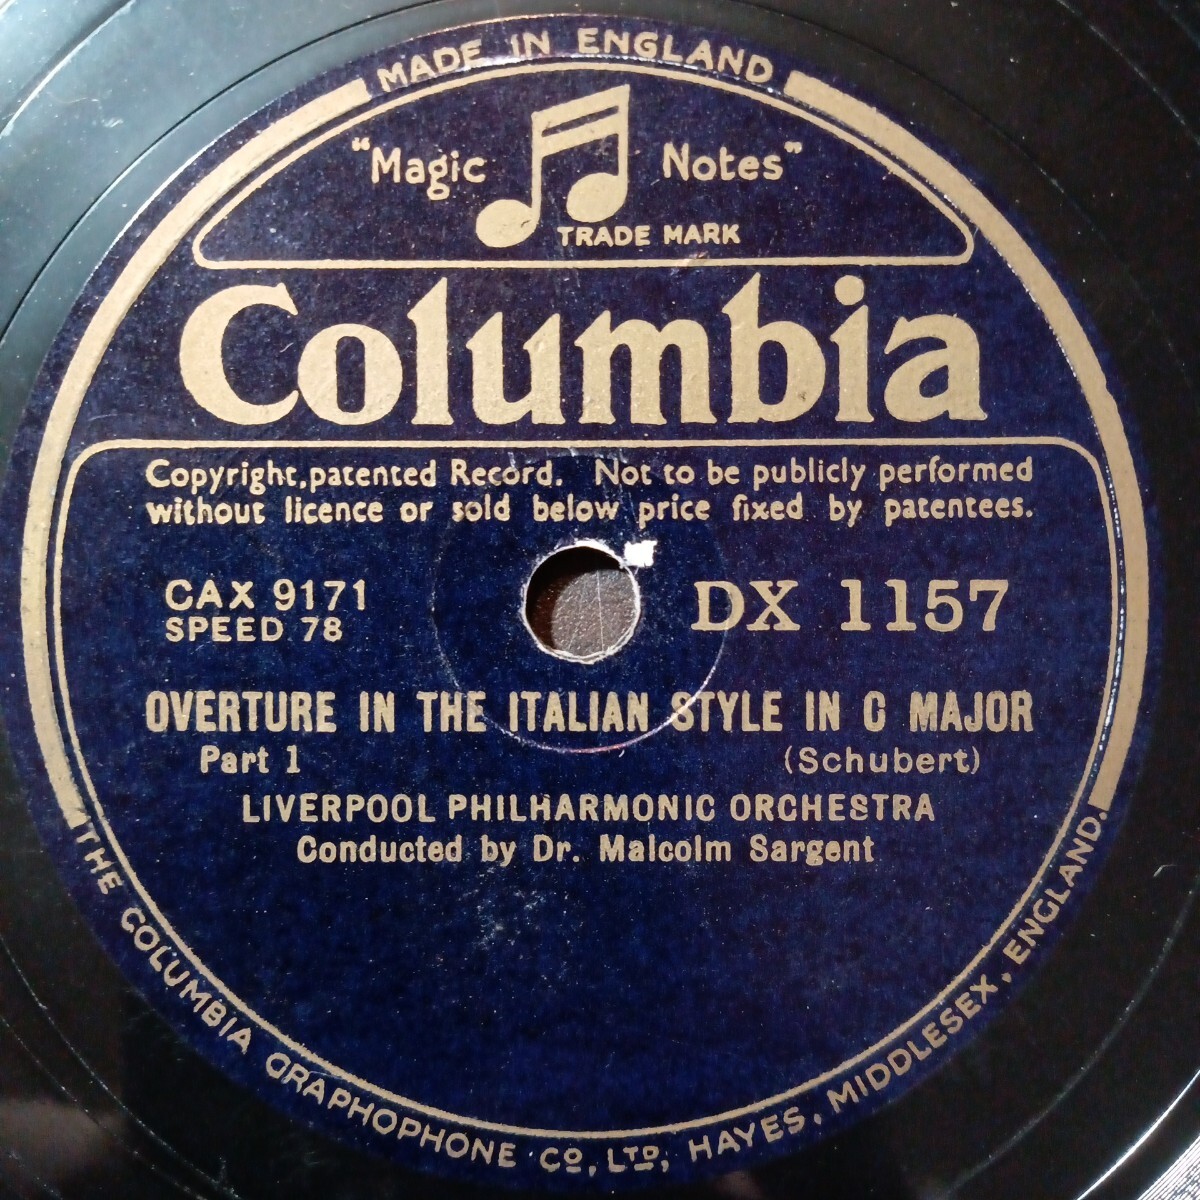 MADE IN ENGLAND
"Magic Notes"
TRADE MARK
Columbia
Copyright, patented Record. Not to be publicly performed
without licence or sold below price fixed by patentees.
CAX 9171
SPEED 78
DX 1157
OVERTURE IN THE ITALIAN STYLE IN C MAJOR
Part 1 (Schubert)
LIVERPOOL PHILHARMONIC ORCHESTRA
Conducted by Dr. Malcolm Sargent
THE COLUMBIA GRAPHOPHONE CO, LTD, HAYES, MIDDLESEX, ENGLAND.